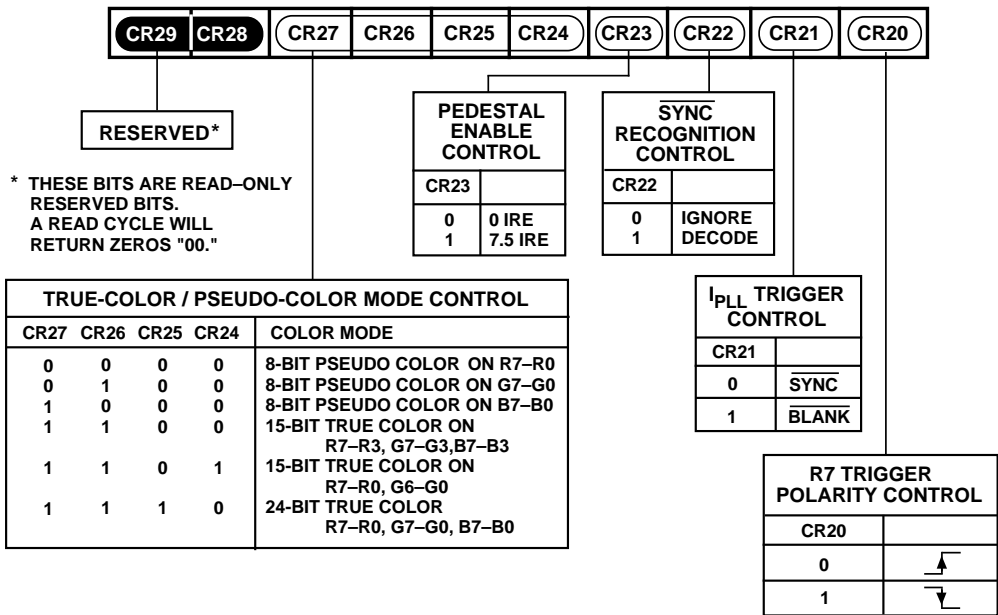 CR29 CR28 CR27 CR26 CR25 CR24 CR23 CR22 CR21 CR20
RESERVED*
* THESE BITS ARE READ–ONLY
RESERVED BITS.
A READ CYCLE WILL
RETURN ZEROS "00."
PEDESTAL
ENABLE
CONTROL
CR23
0 0 IRE
1 7.5 IRE
SYNC
RECOGNITION
CONTROL
CR22
0 IGNORE
1 DECODE
TRUE-COLOR / PSEUDO-COLOR MODE CONTROL
CR27 CR26 CR25 CR24 COLOR MODE
0 0 0 0 8-BIT PSEUDO COLOR ON R7–R0
0 1 0 0 8-BIT PSEUDO COLOR ON G7–G0
1 0 0 0 8-BIT PSEUDO COLOR ON B7–B0
1 1 0 0 15-BIT TRUE COLOR ON
R7–R3, G7–G3,B7–B3
1 1 0 1 15-BIT TRUE COLOR ON
R7–R0, G6–G0
1 1 1 0 24-BIT TRUE COLOR
R7–R0, G7–G0, B7–B0
IPLL TRIGGER
CONTROL
CR21
0 SYNC
1 BLANK
R7 TRIGGER
POLARITY CONTROL
CR20
0
1